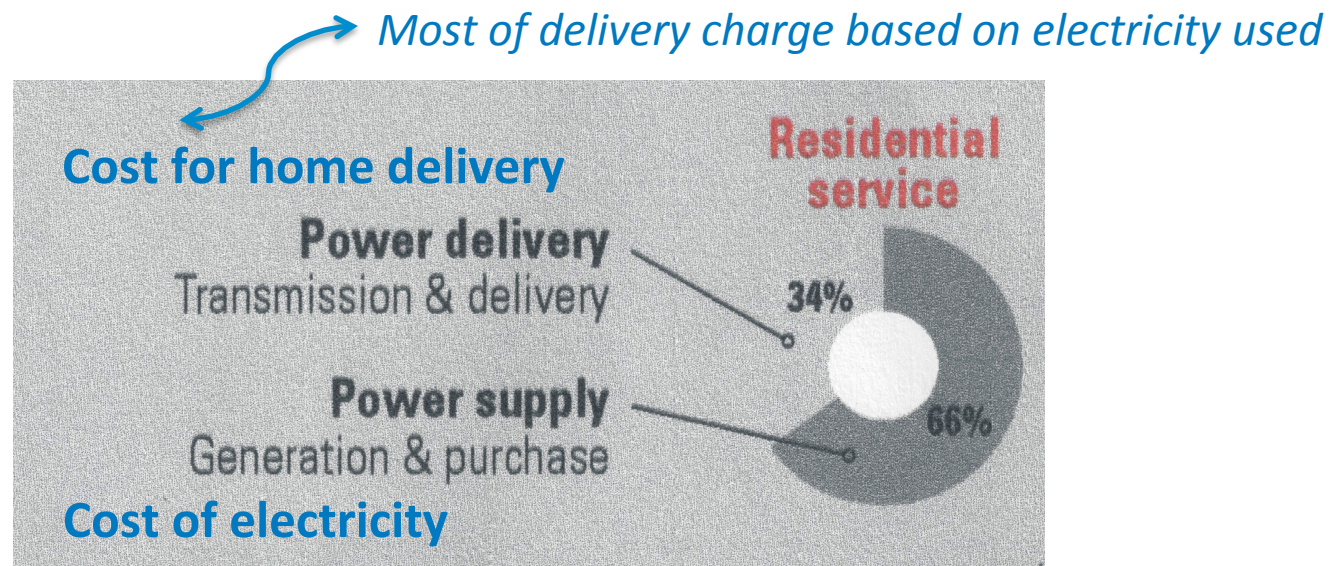 Most of delivery charge based on electricity used
Cost for home delivery
Residential
service
Power delivery
Transmission & delivery
34%
Power supply
Generation & purchase
66%
Cost of electricity